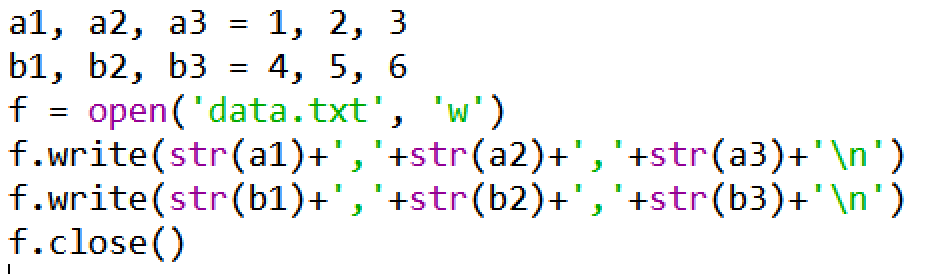 a1, a2, a3 = 1, 2, 3
b1, b2, b3 = 4, 5, 6
f = open('data.txt', 'w')
f.write(str(a1)+','+str(a2)+','+str(a3)+'\n')
f.write(str(b1)+','+str(b2)+','+str(b3)+'\n')
f.close()